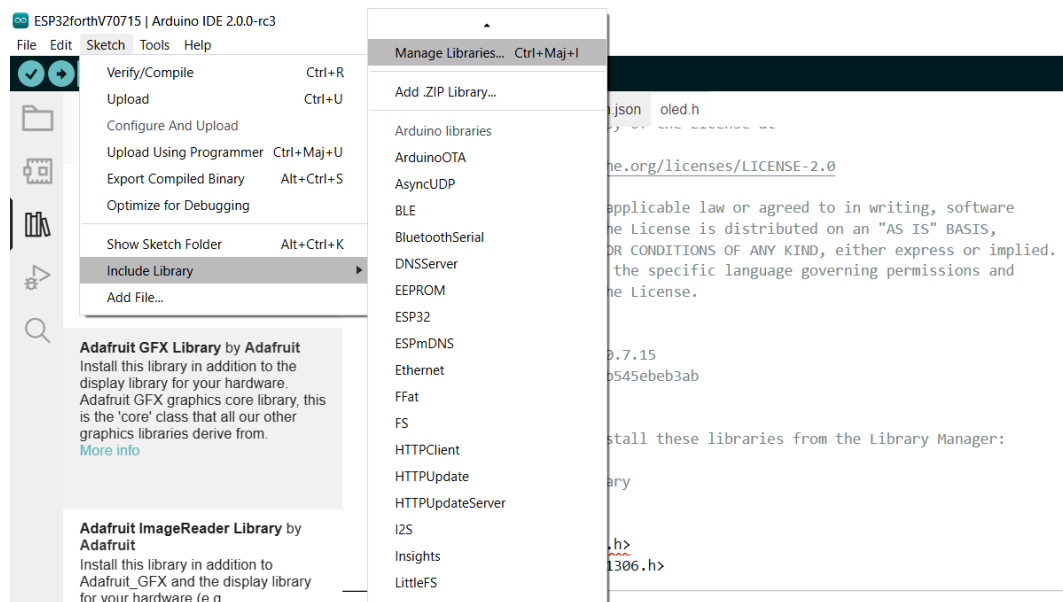 ESP32forthV70715 | Arduino IDE 2.0.0-rc3
File Edit Sketch Tools Help
Verify/Compile Ctrl+R
Upload Ctrl+U
Configure And Upload
Upload Using Programmer Ctrl+Maj+U
Export Compiled Binary Alt+Ctrl+S
Optimize for Debugging
Show Sketch Folder Alt+Ctrl+K
Include Library
Add File...
Manage Libraries... Ctrl+Maj+I
Add .ZIP Library...
Arduino libraries
ArduinoOTA
AsyncUDP
BLE
BluetoothSerial
DNSServer
EEPROM
ESP32
ESPmDNS
Ethernet
FFat
FS
HTTPClient
HTTPUpdate
HTTPUpdateServer
I2S
Insights
LittleFS
Adafruit GFX Library by Adafruit
Install this library in addition to the
display library for your hardware.
Adafruit GFX graphics core library, this
is the 'core' class that all our other
graphics libraries derive from.
More info
Adafruit ImageReader Library by
Adafruit
Install this library in addition to
Adafruit_GFX and the display library
for your hardware (e.g.
.json oled.h
of the License at
he.org/licenses/LICENSE-2.0
applicable law or agreed to in writing, software
he License is distributed on an "AS IS" BASIS,
OR CONDITIONS OF ANY KIND, either express or implied.
the specific language governing permissions and
he License.
0.7.15
b545ebeb3ab
stall these libraries from the Library Manager:
ary
.h>
1306.h>